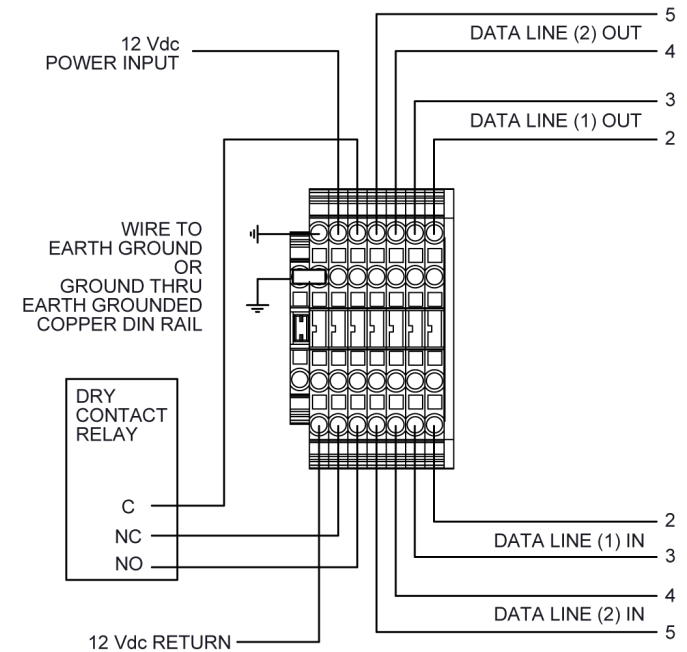 5
DATA LINE (2) OUT
4
12 Vdc
POWER INPUT
3
DATA LINE (1) OUT
2
WIRE TO
EARTH GROUND
OR
GROUND THRU
EARTH GROUNDED
COPPER DIN RAIL
DRY
CONTACT
RELAY
C
NC
NO
2
DATA LINE (1) IN
3
4
DATA LINE (2) IN
5
12 Vdc RETURN